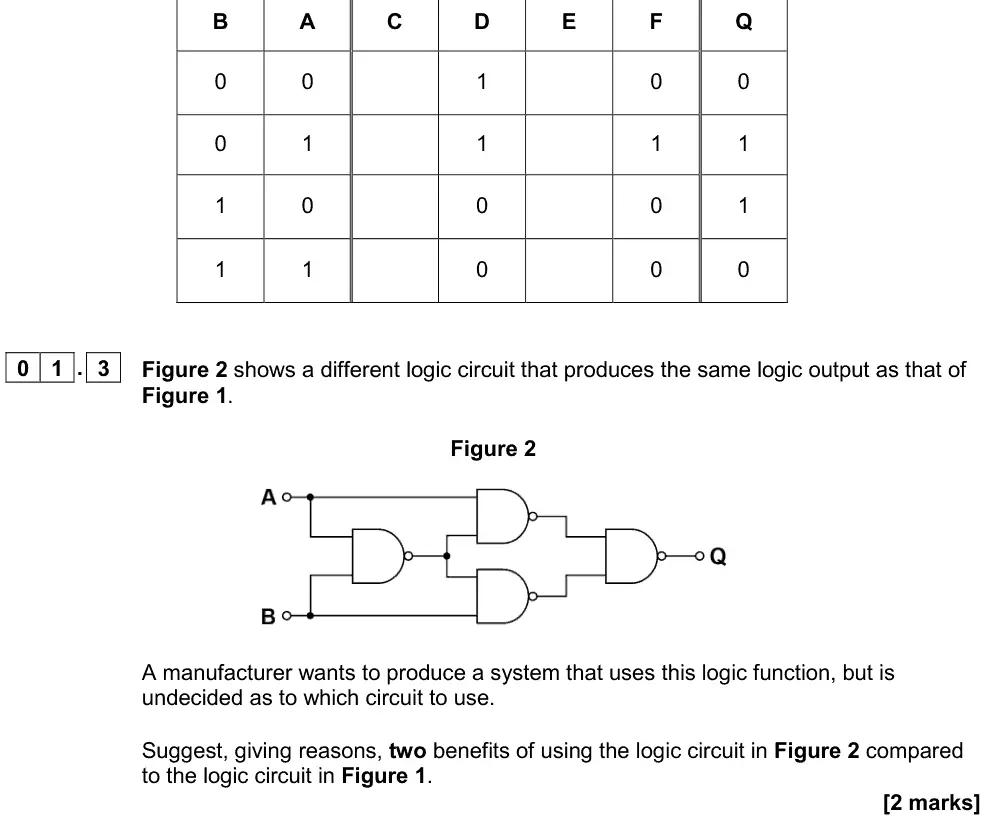 B A C D E F Q
0 0 1 0 0
0 1 1 1 1
1 0 0 0 1
1 1 0 0 0
0 1 . 3 Figure 2 shows a different logic circuit that produces the same logic output as that of
Figure 1.
Figure 2
A
Q
B
A manufacturer wants to produce a system that uses this logic function, but is
undecided as to which circuit to use.
Suggest, giving reasons, two benefits of using the logic circuit in Figure 2 compared
to the logic circuit in Figure 1.
[2 marks]